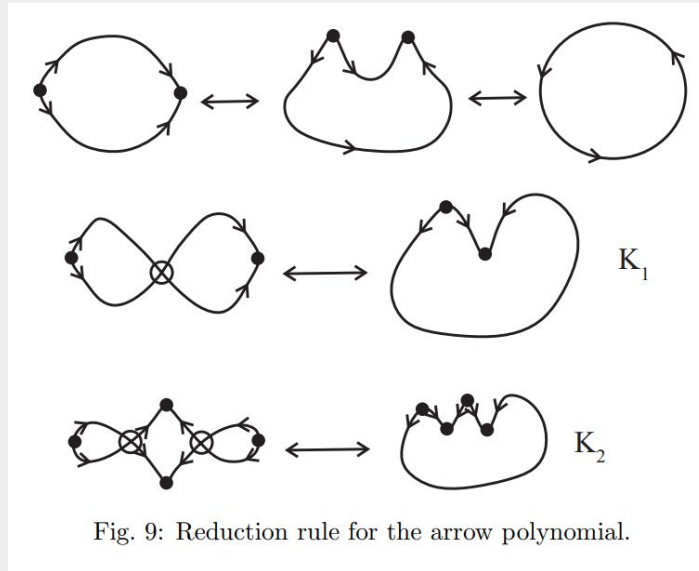 K₁
K₂
Fig. 9: Reduction rule for the arrow polynomial.